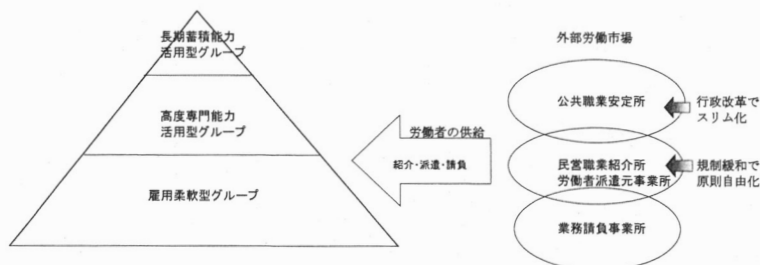 長期蓄積能力
活用型グループ
高度専門能力
活用型グループ
雇用柔軟型グループ
労働者の供給
紹介・派遣・請負
外部労働市場
公共職業安定所
行政改革で
スリム化
民営職業紹介所
労働者派遣元事業所
規制緩和で
原則自由化
業務請負事業所